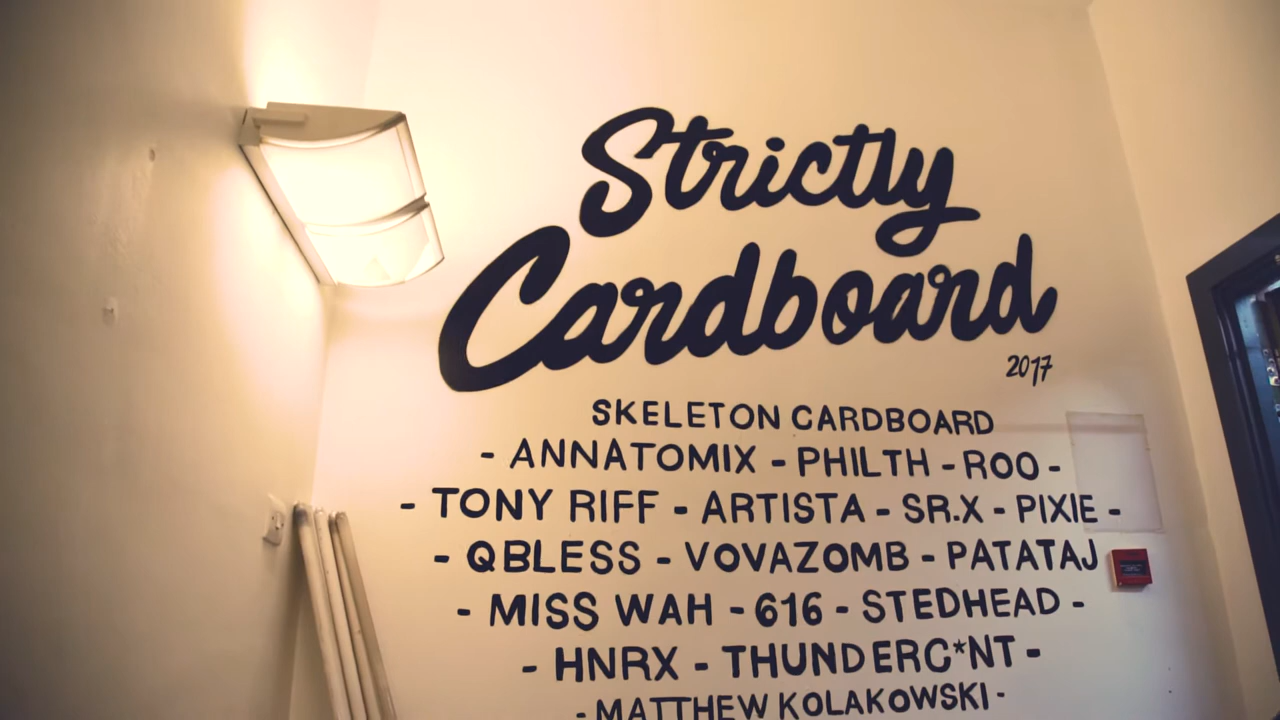 Strictly
Cardboard
2017
SKELETON CARDBOARD
- ANNATOMIX - PHILTH - ROO -
- TONY RIFF - ARTISTA - SR.X - PIXIE -
- QBLESS - VOVAZOMB - PATATAJ
- MISS WAH - 616 - STEDHEAD -
- HNRX - THUNDERC*NT -
- MATTHEW KOLAKOWSKI -